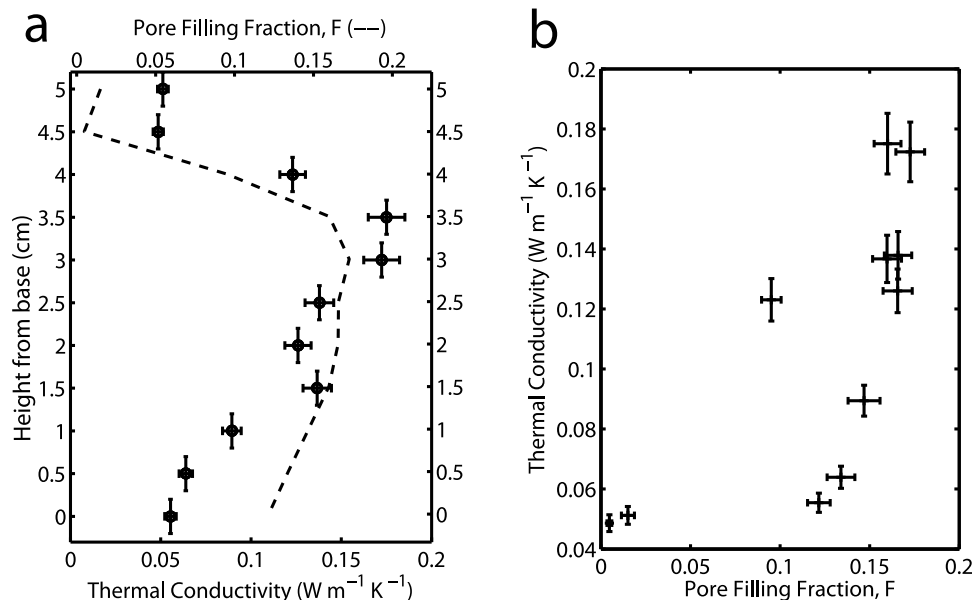 a
Pore Filling Fraction, F (−−)
0 0.05 0.1 0.15 0.2
5 5
4.5 4.5
4 4
3.5 3.5
3 3
2.5 2.5
2 2
1.5 1.5
1 1
0.5 0.5
0 0
Height from base (cm)
0 0.05 0.1 0.15 0.2
Thermal Conductivity (W m⁻¹ K⁻¹)
b
0.2
0.18
0.16
0.14
0.12
0.1
0.08
0.06
0.04
Thermal Conductivity (W m⁻¹ K⁻¹)
0 0.05 0.1 0.15 0.2
Pore Filling Fraction, F